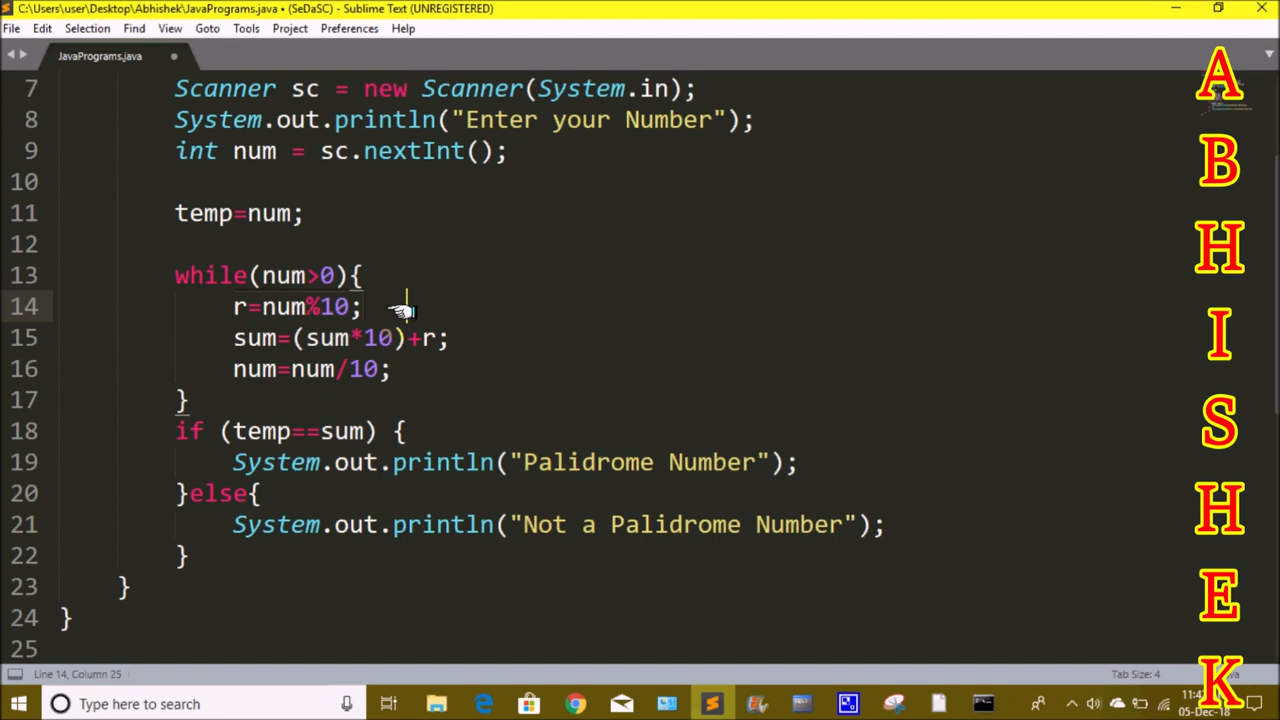 C:\Users\user\Desktop\Abhishek\JavaPrograms.java • (SeDaSC) - Sublime Text (UNREGISTERED)
File Edit Selection Find View Goto Tools Project Preferences Help
JavaPrograms.java
7 Scanner sc = new Scanner(System.in);
8 System.out.println("Enter your Number");
9 int num = sc.nextInt();
10
11 temp=num;
12
13 while(num>0){
14 r=num%10;
15 sum=(sum*10)+r;
16 num=num/10;
17 }
18 if (temp==sum) {
19 System.out.println("Palidrome Number");
20 }else{
21 System.out.println("Not a Palidrome Number");
22 }
23 }
24 }
25
A
B
H
I
S
H
E
K
Line 14, Column 25 Tab Size: 4
Type here to search
05-Dec-18